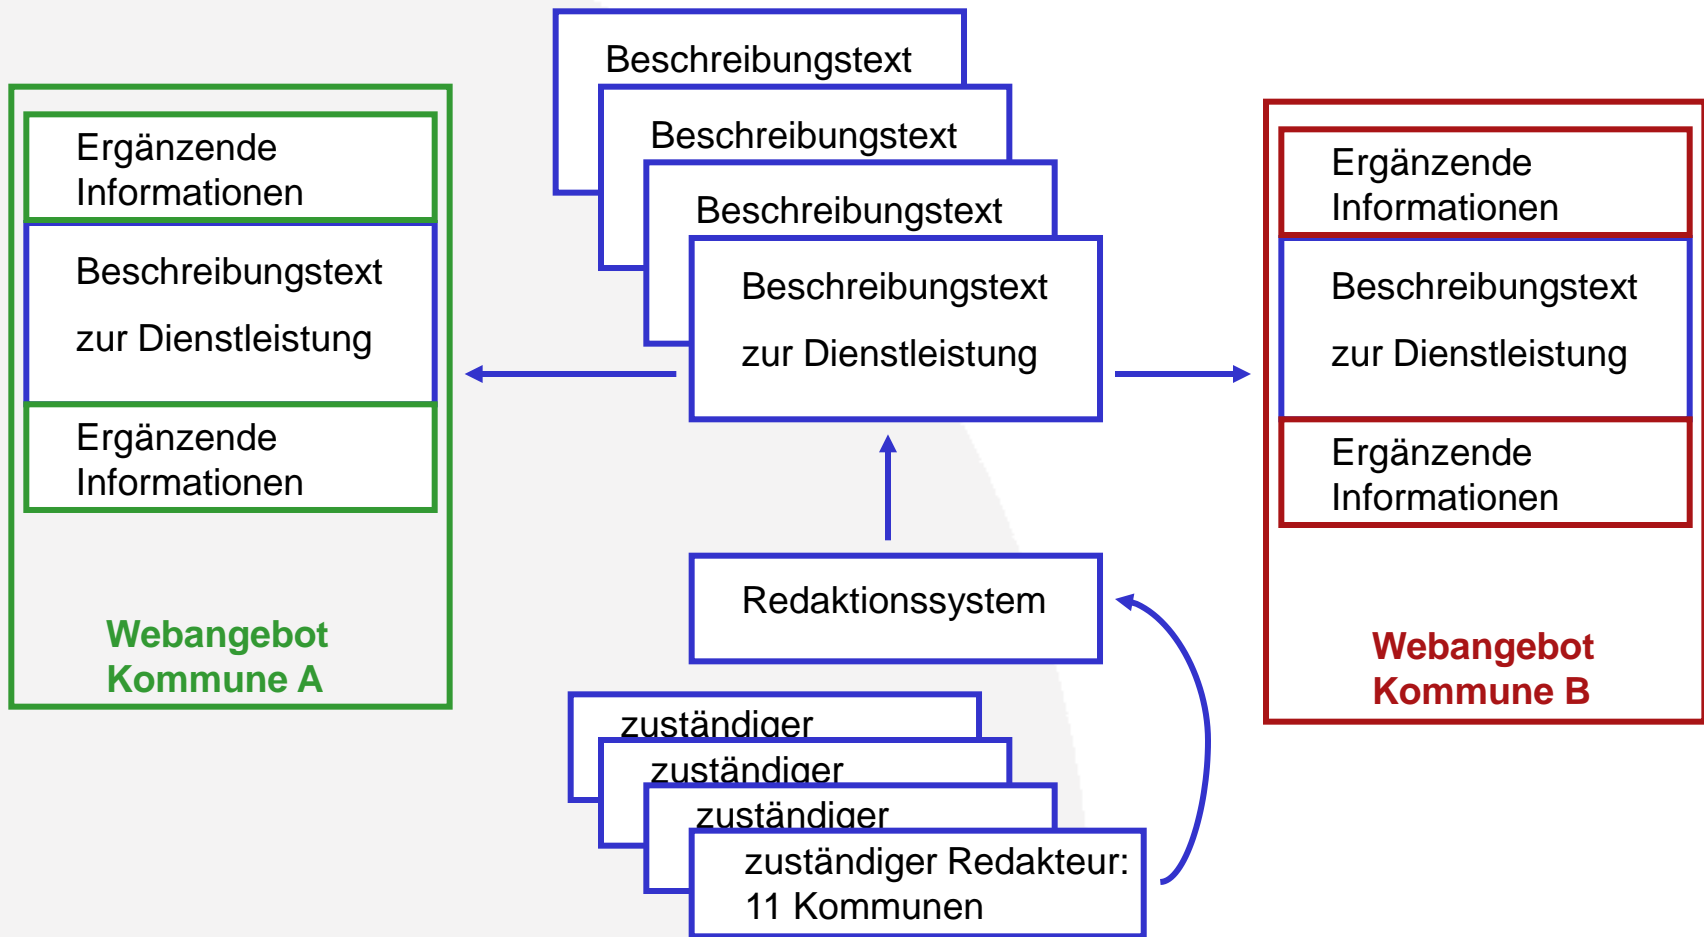 Ergänzende
Informationen
Beschreibungstext
zur Dienstleistung
Ergänzende
Informationen
Webangebot
Kommune A
Beschreibungstext
Beschreibungstext
Beschreibungstext
Beschreibungstext
zur Dienstleistung
Redaktionssystem
zuständiger
zuständiger
zuständiger
zuständiger Redakteur:
11 Kommunen
Ergänzende
Informationen
Beschreibungstext
zur Dienstleistung
Ergänzende
Informationen
Webangebot
Kommune B